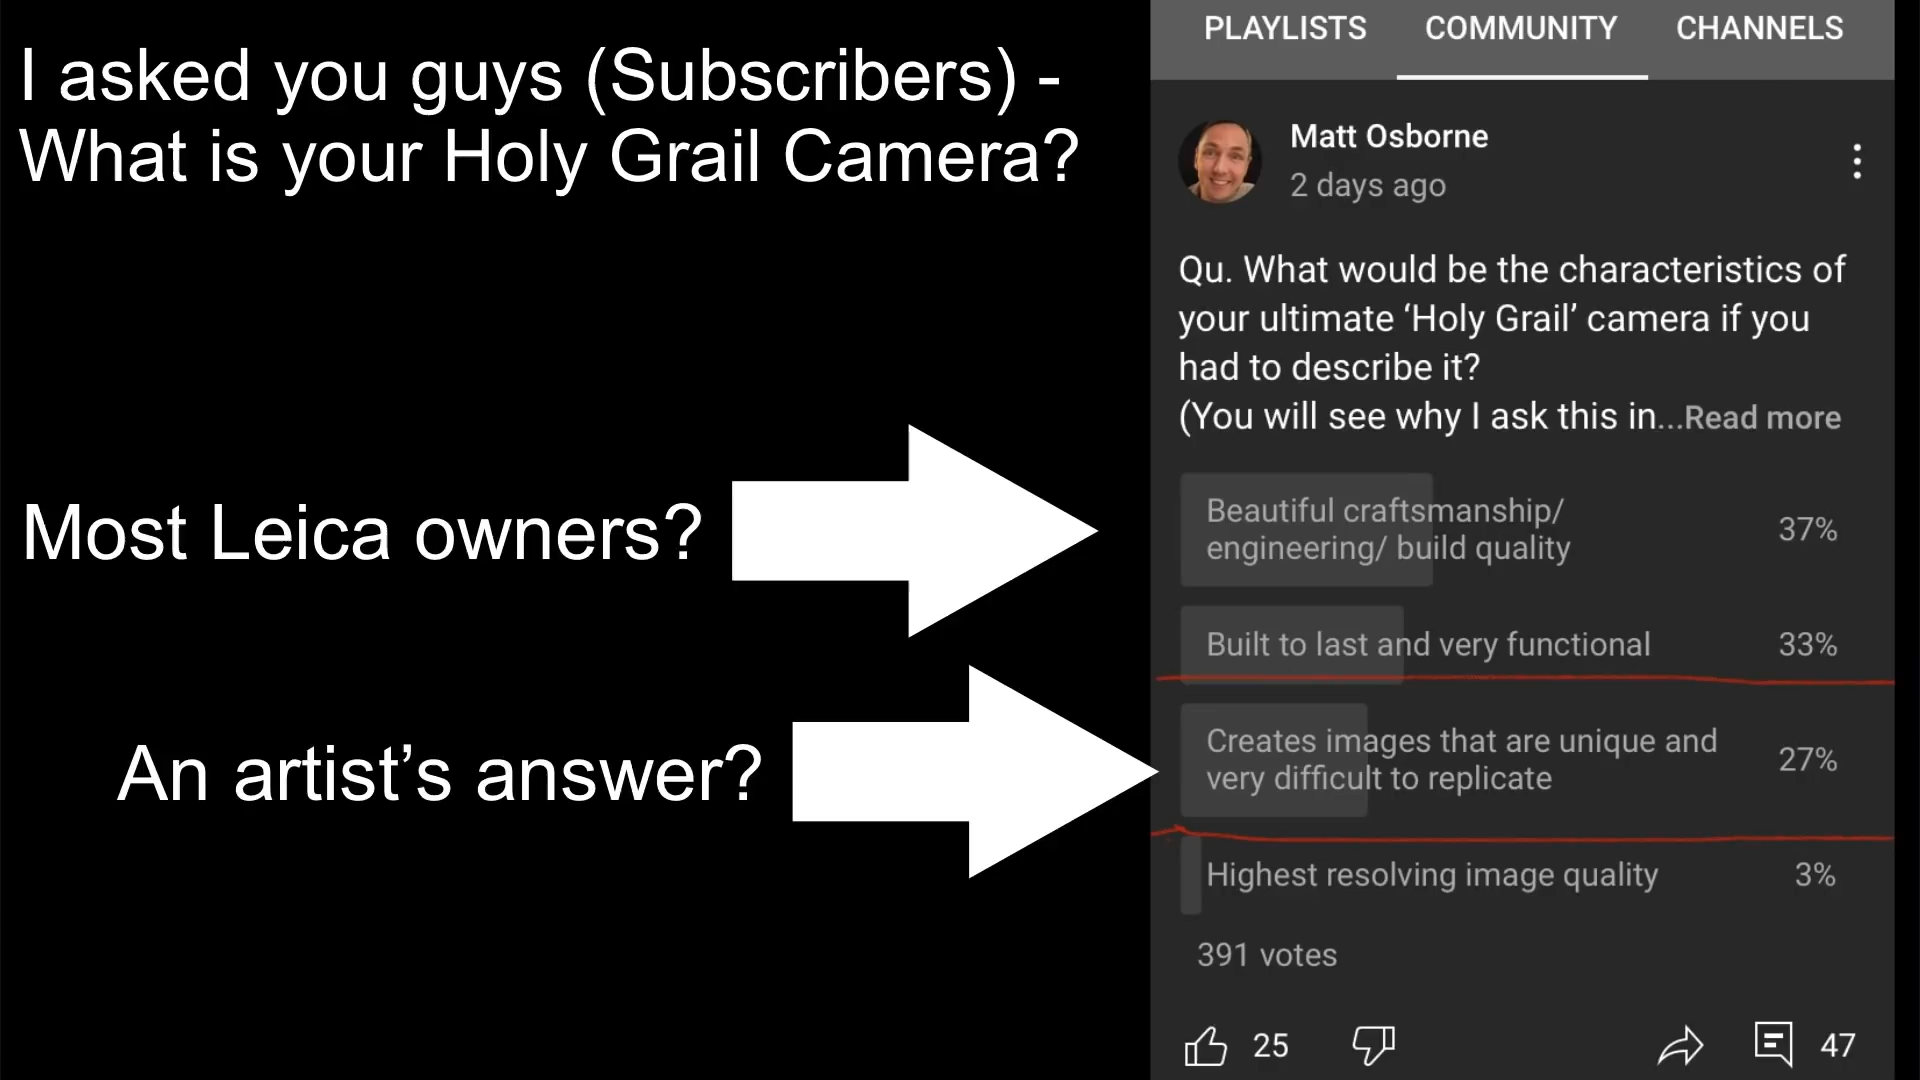 I asked you guys (Subscribers) -
What is your Holy Grail Camera?
Most Leica owners?
An artist’s answer?
PLAYLISTS COMMUNITY CHANNELS
Matt Osborne
2 days ago
Qu. What would be the characteristics of
your ultimate ‘Holy Grail’ camera if you
had to describe it?
(You will see why I ask this in...Read more
Beautiful craftsmanship/
engineering/ build quality
37%
Built to last and very functional 33%
Creates images that are unique and
very difficult to replicate
27%
Highest resolving image quality 3%
391 votes
25 47